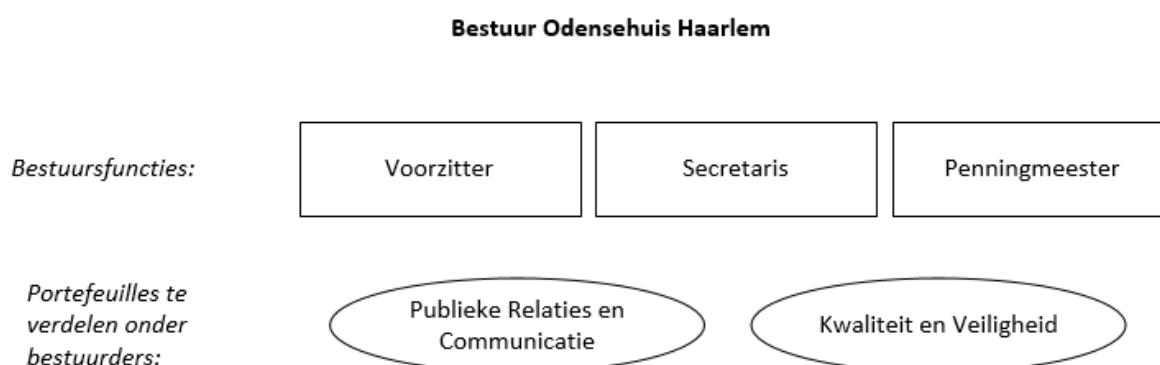 Bestuur Odensehuis Haarlem
Bestuursfuncties:
Voorzitter
Secretaris
Penningmeester
Portefeuilles te
verdelen onder
bestuurders:
Publieke Relaties en
Communicatie
Kwaliteit en Veiligheid